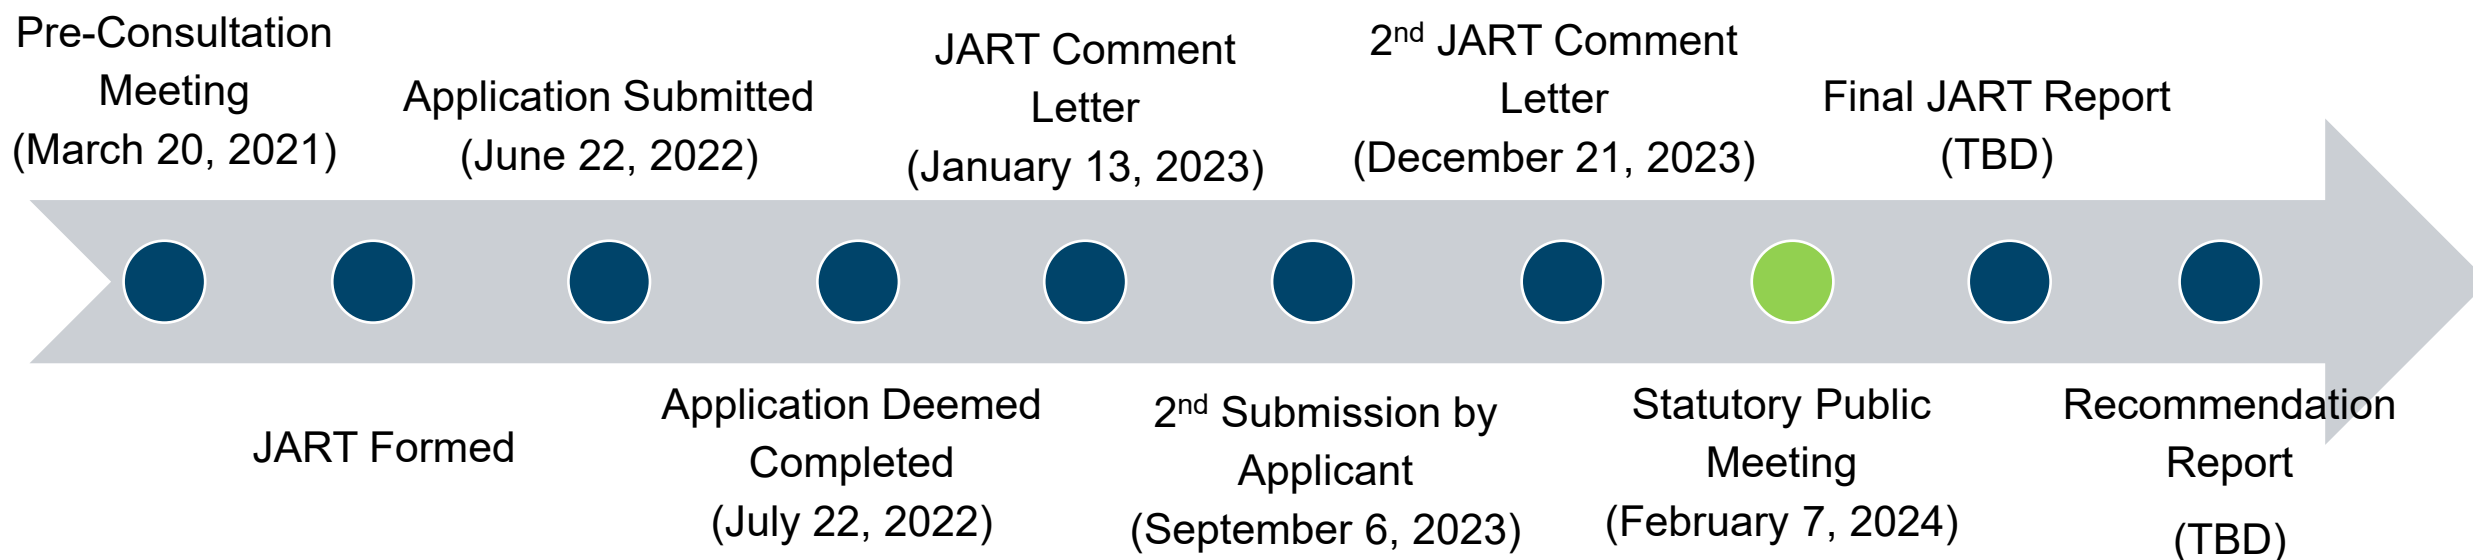 Pre-Consultation
Meeting
(March 20, 2021)
JART Formed
Application Submitted
(June 22, 2022)
Application Deemed
Completed
(July 22, 2022)
JART Comment
Letter
(January 13, 2023)
2nd Submission by
Applicant
(September 6, 2023)
2nd JART Comment
Letter
(December 21, 2023)
Statutory Public
Meeting
(February 7, 2024)
Final JART Report
(TBD)
Recommendation
Report
(TBD)